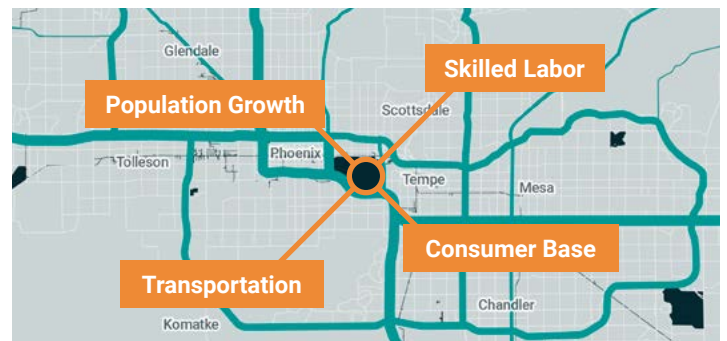 Glendale
Skilled Labor
Population Growth
Scottsdale
Phoenix
Tolleson
Tempe
Mesa
Consumer Base
Transportation
Chandler
Komatke